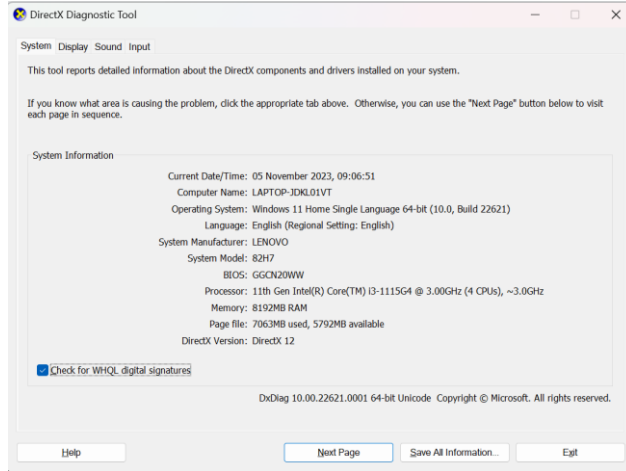 DirectX Diagnostic Tool
System Display Sound Input
This tool reports detailed information about the DirectX components and drivers installed on your system.
If you know what area is causing the problem, click the appropriate tab above. Otherwise, you can use the "Next Page" button below to visit
each page in sequence.
System Information
Current Date/Time: 05 November 2023, 09:06:51
Computer Name: LAPTOP-JDKL01VT
Operating System: Windows 11 Home Single Language 64-bit (10.0, Build 22621)
Language: English (Regional Setting: English)
System Manufacturer: LENOVO
System Model: 82H7
BIOS: GGCN20WW
Processor: 11th Gen Intel(R) Core(TM) i3-1115G4 @ 3.00GHz (4 CPUs), ~3.0GHz
Memory: 8192MB RAM
Page file: 7063MB used, 5792MB available
DirectX Version: DirectX 12
Check for WHQL digital signatures
DxDiag 10.00.22621.0001 64-bit Unicode Copyright © Microsoft. All rights reserved.
Help Next Page Save All Information... Exit